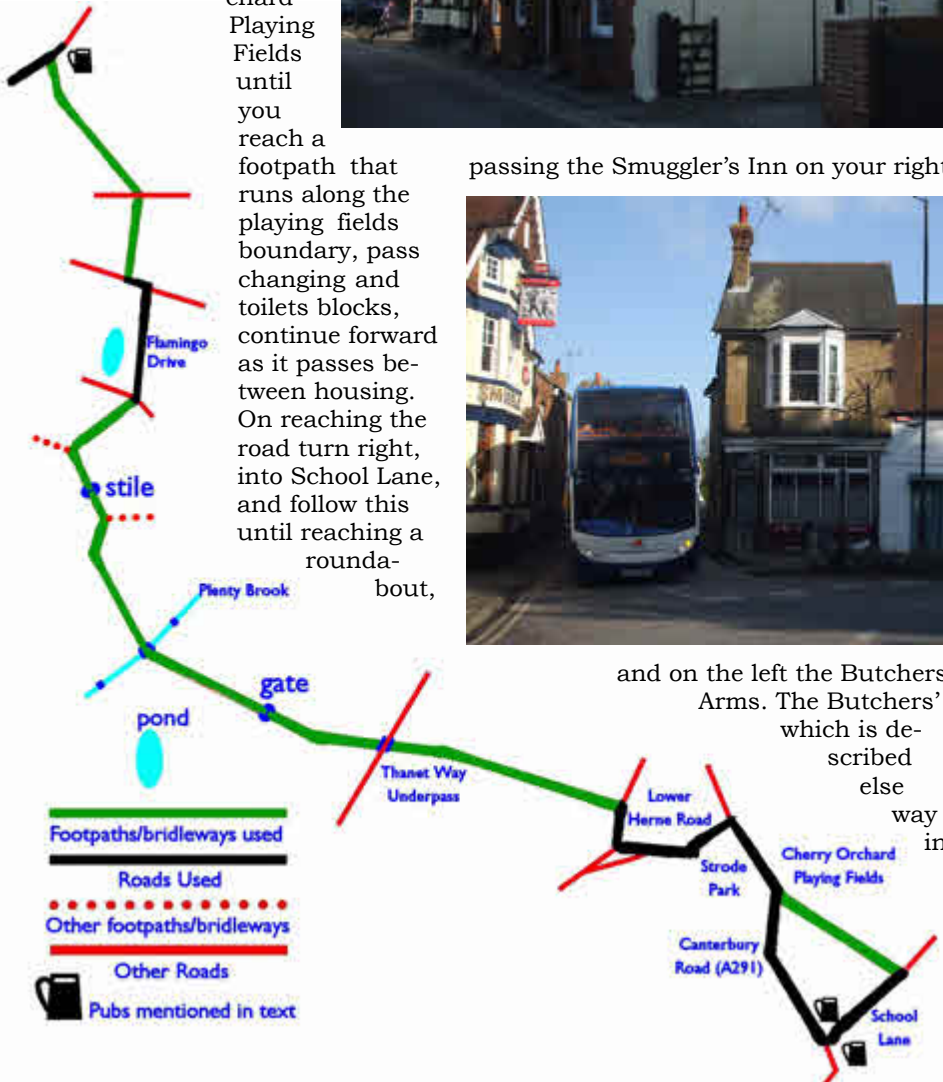 chard
Playing
Fields
until
you
reach a
footpath that
runs along the
playing fields
boundary, pass
changing and
toilets blocks,
continue forward
as it passes be-
tween housing.
On reaching the
road turn right,
into School Lane,
and follow this
until reaching a
rounda-
bout,
passing the Smuggler's Inn on your right
and on the left the Butchers
Arms. The Butchers'
which is de-
scribed
else
way
in
Flamingo
Drive
stile
Plenty Brook
gate
pond
Thanet Way
Underpass
Lower
Herne Road
Strode
Park
Cherry Orchard
Playing Fields
Canterbury
Road (A291)
School
Lane
Footpaths/bridleways used
Roads Used
Other footpaths/bridleways
Other Roads
Pubs mentioned in text